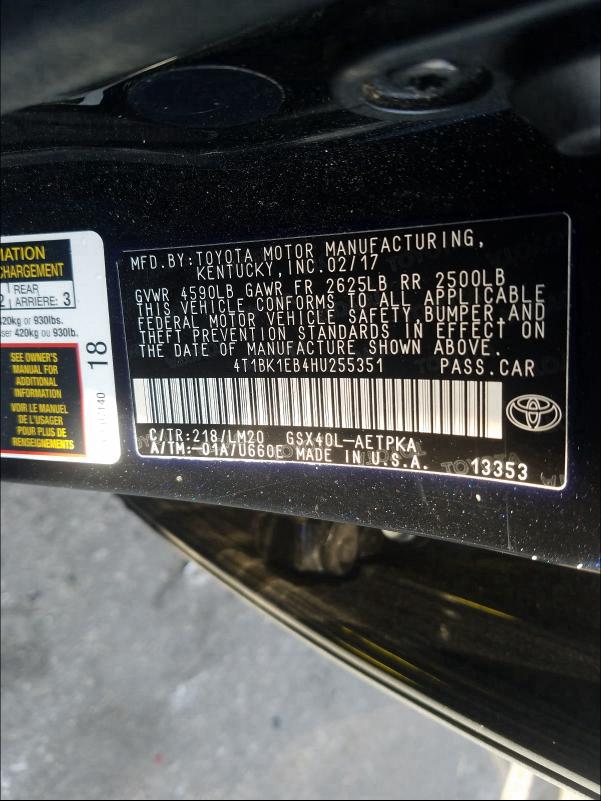 MATION
CHARGEMENT
REAR
2 ARRIÈRE: 3
420kg or 930lbs.
ser 420kg ou 930lb.
SEE OWNER'S
MANUAL FOR
ADDITIONAL
INFORMATION
VOIR LE MANUEL
DE L'USAGER
POUR PLUS DE
RENSEIGNEMENTS
18
MFD.BY:TOYOTA MOTOR MANUFACTURING,
KENTUCKY,INC.02/17
GVWR 4590LB GAWR FR 2625LB RR 2500LB
THIS VEHICLE CONFORMS TO ALL APPLICABLE
FEDERAL MOTOR VEHICLE SAFETY,BUMPER,AND
THEFT PREVENTION STANDARDS IN EFFECT ON
THE DATE OF MANUFACTURE SHOWN ABOVE.
4T1BK1EB4HU255351 PASS.CAR
C/TR:218/LM20 GSX40L-AETPKA
A/TM:-01A/U660E MADE IN U.S.A. 13353
TOYOTA